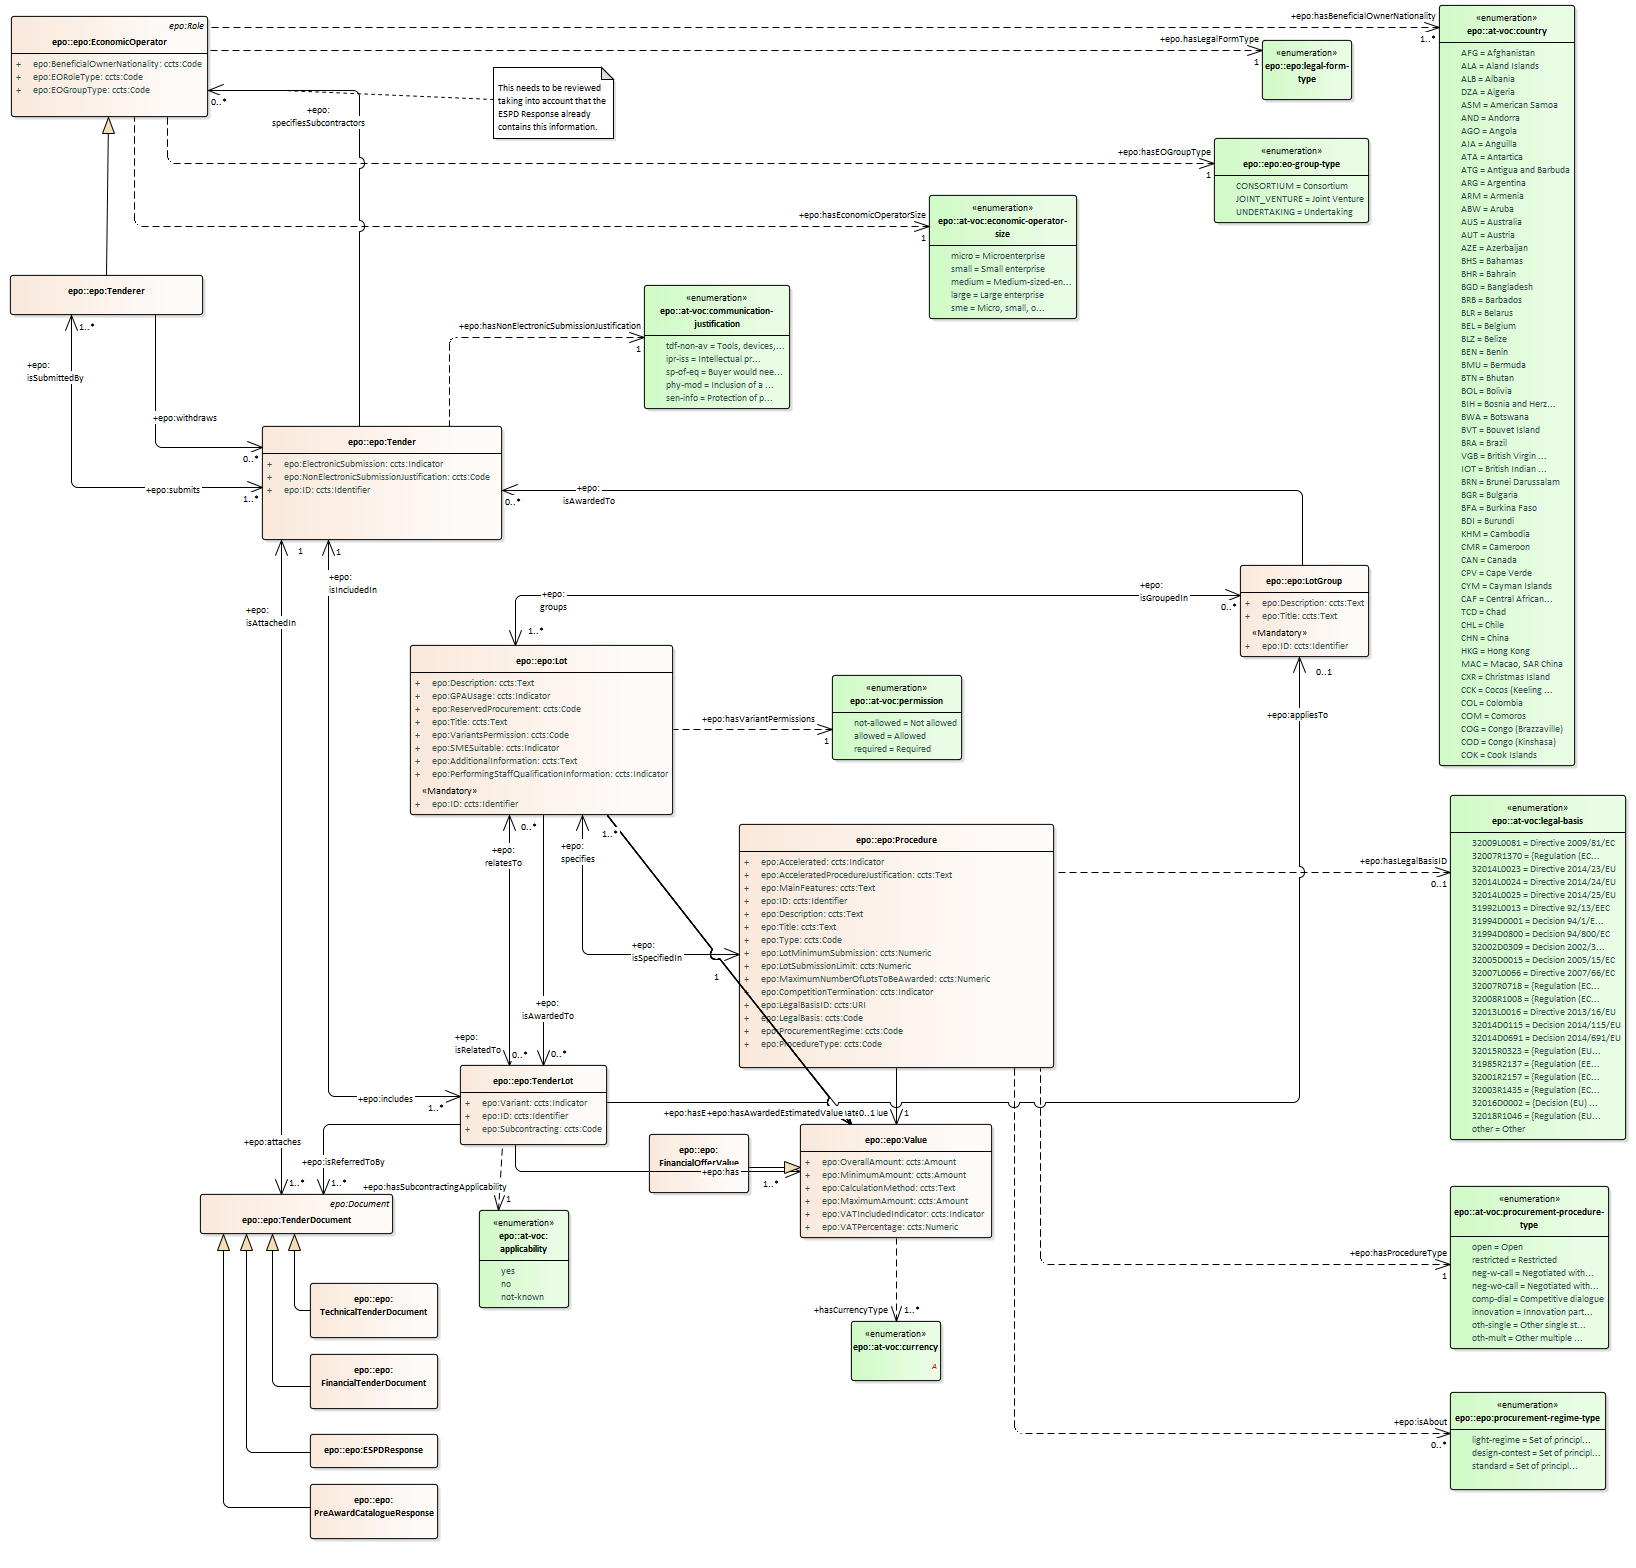 epo:Role
epo::epo:EconomicOperator
+ epo:BeneficialOwnerNationality: ccts:Code
+ epo:EORoleType: ccts:Code
+ epo:EOGroupType: ccts:Code
0..*
+epo:
specifiesSubcontractors
This needs to be reviewed
taking into account that the
ESPD Response already
contains this information.
+epo:hasBeneficialOwnerNationality
1..*
+epo.hasLegalFormType
1
«enumeration»
epo::epo:legal-form-
type
+epo:hasEOGroupType
1
«enumeration»
epo::epo:eo-group-type
CONSORTIUM = Consortium
JOINT_VENTURE = Joint Venture
UNDERTAKING = Undertaking
+epo:hasEconomicOperatorSize
1
«enumeration»
epo::at-voc:economic-operator-
size
micro = Microenterprise
small = Small enterprise
medium = Medium-sized-en...
large = Large enterprise
sme = Micro, small, o...
«enumeration»
epo::at-voc:country
AFG = Afghanistan
ALA = Aland Islands
ALB = Albania
DZA = Algeria
ASM = American Samoa
AND = Andorra
AGO = Angola
AIA = Anguilla
ATA = Antartica
ATG = Antigua and Barbuda
ARG = Argentina
ARM = Armenia
ABW = Aruba
AUS = Australia
AUT = Austria
AZE = Azerbaijan
BHS = Bahamas
BHR = Bahrain
BGD = Bangladesh
BRB = Barbados
BLR = Belarus
BEL = Belgium
BLZ = Belize
BEN = Benin
BMU = Bermuda
BTN = Bhutan
BOL = Bolivia
BIH = Bosnia and Herz...
BWA = Botswana
BVT = Bouvet Island
BRA = Brazil
VGB = British Virgin ...
IOT = British Indian ...
BRN = Brunei Darussalam
BGR = Bulgaria
BFA = Burkina Faso
BDI = Burundi
KHM = Cambodia
CMR = Cameroon
CAN = Canada
CPV = Cape Verde
CYM = Cayman Islands
CAF = Central African...
TCD = Chad
CHL = Chile
CHN = China
HKG = Hong Kong
MAC = Macao, SAR China
CXR = Christmas Island
CCK = Cocos (Keeling ...
COL = Colombia
COM = Comoros
COG = Congo (Brazzaville)
COD = Congo (Kinshasa)
COK = Cook Islands
epo::epo:Tenderer
1..*
+epo:
isSubmittedBy
+epo:withdraws
0..*
+epo:submits
1..*
+epo:hasNonElectronicSubmissionJustification
1
«enumeration»
epo::at-voc:communication-
justification
tdf-non-av = Tools, devices,...
ipr-iss = Intellectual pr...
sp-of-eq = Buyer would nee...
phy-mod = Inclusion of a ...
sen-info = Protection of p...
epo::epo:Tender
+ epo:ElectronicSubmission: ccts:Indicator
+ epo:NonElectronicSubmissionJustification: ccts:Code
+ epo:ID: ccts:Identifier
+epo:
isAwardedTo
0..*
1
1
+epo:
isIncludedIn
+epo:
isAttachedIn
+epo:
groups
1..*
+epo:
isGroupedIn
0..*
epo::epo:LotGroup
+ epo:Description: ccts:Text
+ epo:Title: ccts:Text
«Mandatory»
+ epo:ID: ccts:Identifier
0..1
+epo:appliesTo
epo::epo:Lot
+ epo:Description: ccts:Text
+ epo:GPAUsage: ccts:Indicator
+ epo:ReservedProcurement: ccts:Code
+ epo:Title: ccts:Text
+ epo:VariantsPermission: ccts:Code
+ epo:SMESuitable: ccts:Indicator
+ epo:AdditionalInformation: ccts:Text
+ epo:PerformingStaffQualificationInformation: ccts:Indicator
«Mandatory»
+ epo:ID: ccts:Identifier
+epo:hasVariantPermissions
1
«enumeration»
epo::at-voc:permission
not-allowed = Not allowed
allowed = Allowed
required = Required
0..*
+epo:
relatesTo
+epo:
specifies
1..*
+epo:
isSpecifiedIn
1
+epo:
isAwardedTo
+epo:
isRelatedTo
0..*
0..*
epo::epo:Procedure
+ epo:Accelerated: ccts:Indicator
+ epo:AcceleratedProcedureJustification: ccts:Text
+ epo:MainFeatures: ccts:Text
+ epo:ID: ccts:Identifier
+ epo:Description: ccts:Text
+ epo:Title: ccts:Text
+ epo:Type: ccts:Code
+ epo:LotMinimumSubmission: ccts:Numeric
+ epo:LotSubmissionLimit: ccts:Numeric
+ epo:MaximumNumberOfLotsToBeAwarded: ccts:Numeric
+ epo:CompetitionTermination: ccts:Indicator
+ epo:LegalBasisID: ccts:URI
+ epo:LegalBasis: ccts:Code
+ epo:ProcurementRegime: ccts:Code
+ epo:ProcedureType: ccts:Code
+epo:hasLegalBasisID
0..1
«enumeration»
epo::at-voc:legal-basis
32009L0081 = Directive 2009/81/EC
32007R1370 = {Regulation (EC...
32014L0023 = Directive 2014/23/EU
32014L0024 = Directive 2014/24/EU
32014L0025 = Directive 2014/25/EU
31992L0013 = Directive 92/13/EEC
31994D0001 = Decision 94/1/E...
31994D0800 = Decision 94/800/EC
32002D0309 = Decision 2002/3...
32005D0015 = Decision 2005/15/EC
32007L0066 = Directive 2007/66/EC
32007R0718 = {Regulation (EC...
32008R1008 = {Regulation (EC...
32013L0016 = Directive 2013/16/EU
32014D0115 = Decision 2014/115/EU
32014D0691 = Decision 2014/691/EU
32015R0323 = {Regulation (EU...
31985R2137 = {Regulation (EE...
32001R2157 = {Regulation (EC...
32003R1435 = {Regulation (EC...
32016D0002 = {Decision (EU) ...
32018R1046 = {Regulation (EU...
other = Other
+epo:includes
1..*
epo::epo:TenderLot
+ epo:Variant: ccts:Indicator
+ epo:ID: ccts:Identifier
+ epo:Subcontracting: ccts:Code
+epo:hasE+epo:hasAwardedEstimatedValue
0..1
1
epo::epo:
FinancialOfferValue
+epo:has
1..*
epo::epo:Value
+ epo:OverallAmount: ccts:Amount
+ epo:MinimumAmount: ccts:Amount
+ epo:CalculationMethod: ccts:Text
+ epo:MaximumAmount: ccts:Amount
+ epo:VATIncludedIndicator: ccts:Indicator
+ epo:VATPercentage: ccts:Numeric
+epo:attaches
1..*
+epo:isReferredToBy
1..*
+epo:hasSubcontractingApplicability
1
epo:Document
epo::epo:TenderDocument
«enumeration»
epo::at-voc:
applicability
yes
no
not-known
+hasCurrencyType
1..*
«enumeration»
epo::at-voc:currency
A
+epo:hasProcedureType
1
«enumeration»
epo::at-voc:procurement-procedure-
type
open = Open
restricted = Restricted
neg-w-call = Negotiated with...
neg-wo-call = Negotiated with...
comp-dial = Competitive dialogue
innovation = Innovation part...
oth-single = Other single st...
oth-mult = Other multiple ...
+epo:isAbout
0..*
«enumeration»
epo::epo:procurement-regime-type
light-regime = Set of principl...
design-contest = Set of principl...
standard = Set of principl...
epo::epo:
TechnicalTenderDocument
epo::epo:
FinancialTenderDocument
epo::epo:ESPDResponse
epo::epo:
PreAwardCatalogueResponse